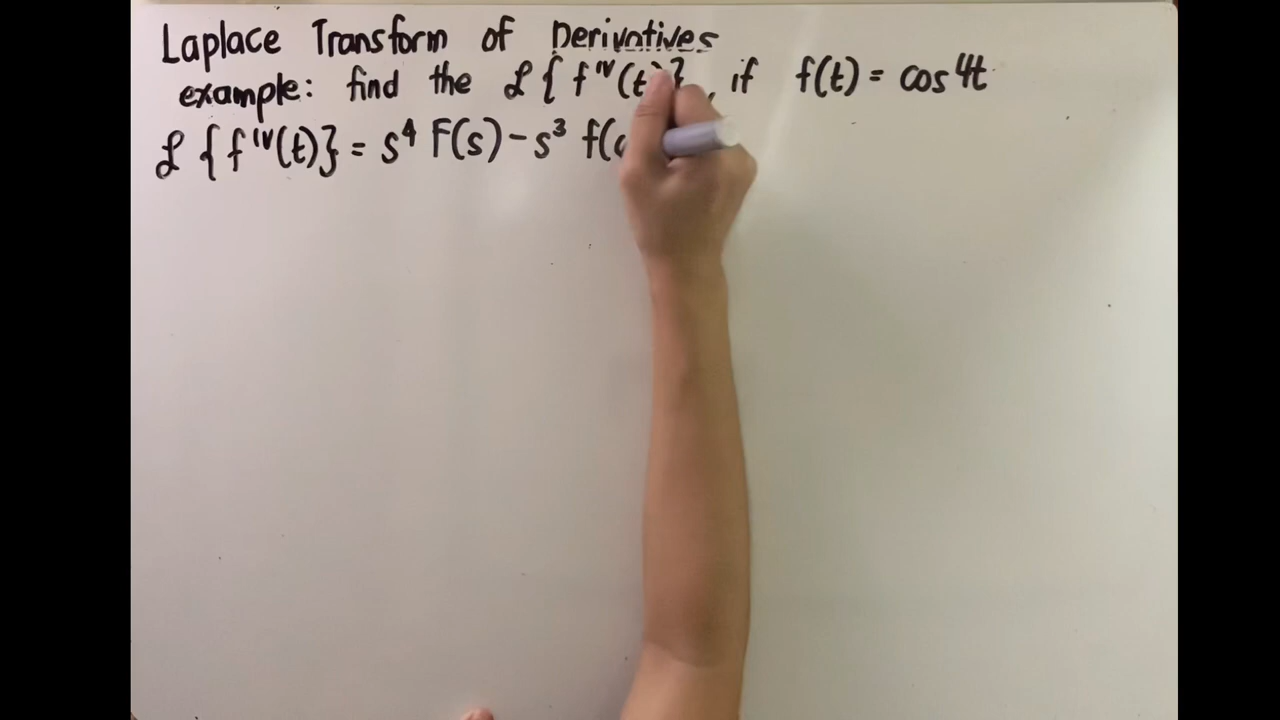 Laplace Transform of Derivatives
example: find the ℒ{f^IV(t)}, if f(t) = cos 4t
ℒ{f^IV(t)} = s⁴ F(s) - s³ f(